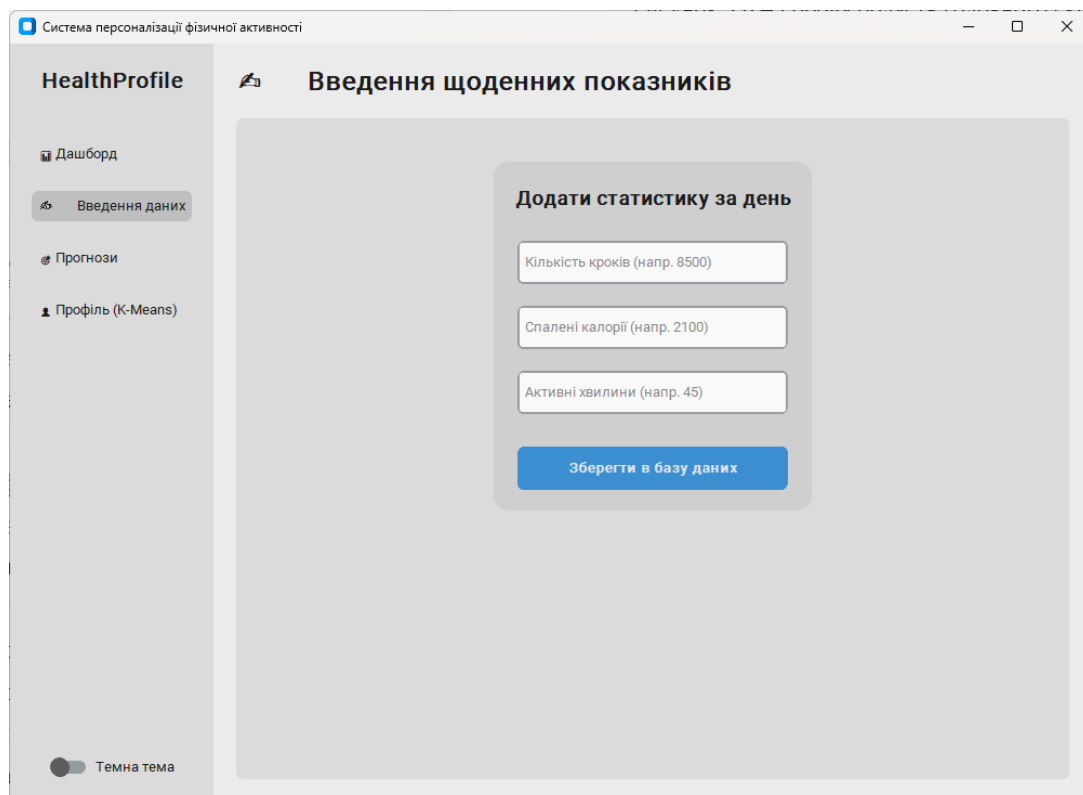 Система персоналізації фізичної активності
HealthProfile
Введення щоденних показників
Дашборд
Введення даних
Прогнози
Профіль (K-Means)
Додати статистику за день
Кількість кроків (напр. 8500)
Спалені калорії (напр. 2100)
Активні хвилини (напр. 45)
Зберегти в базу даних
Темна тема